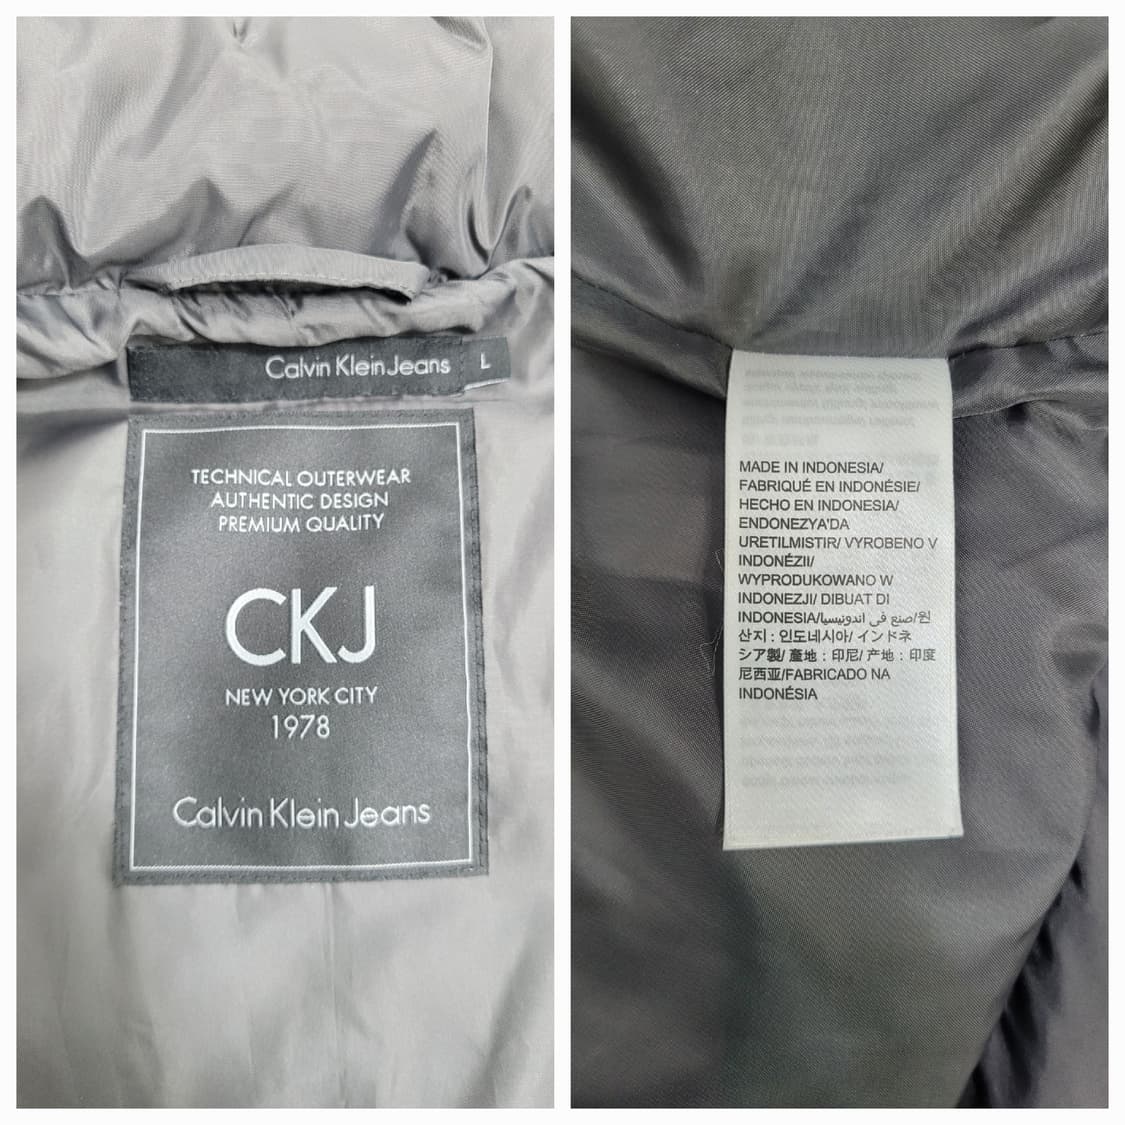 Calvin Klein Jeans L
TECHNICAL OUTERWEAR
AUTHENTIC DESIGN
PREMIUM QUALITY
CKJ
NEW YORK CITY
1978
Calvin Klein Jeans
MADE IN INDONESIA/
FABRIQUÉ EN INDONÉSIE/
HECHO EN INDONESIA/
ENDONEZYA'DA
URETILMISTIR/ VYROBENO V
INDONÉZII/
WYPRODUKOWANO W
INDONEZJI/ DIBUAT DI
INDONESIA/صنع في اندونيسيا/원
산지 : 인도네시아/ インドネ
シア製/ 產地 : 印尼/ 产地 : 印度
尼西亚/FABRICADO NA
INDONÉSIA